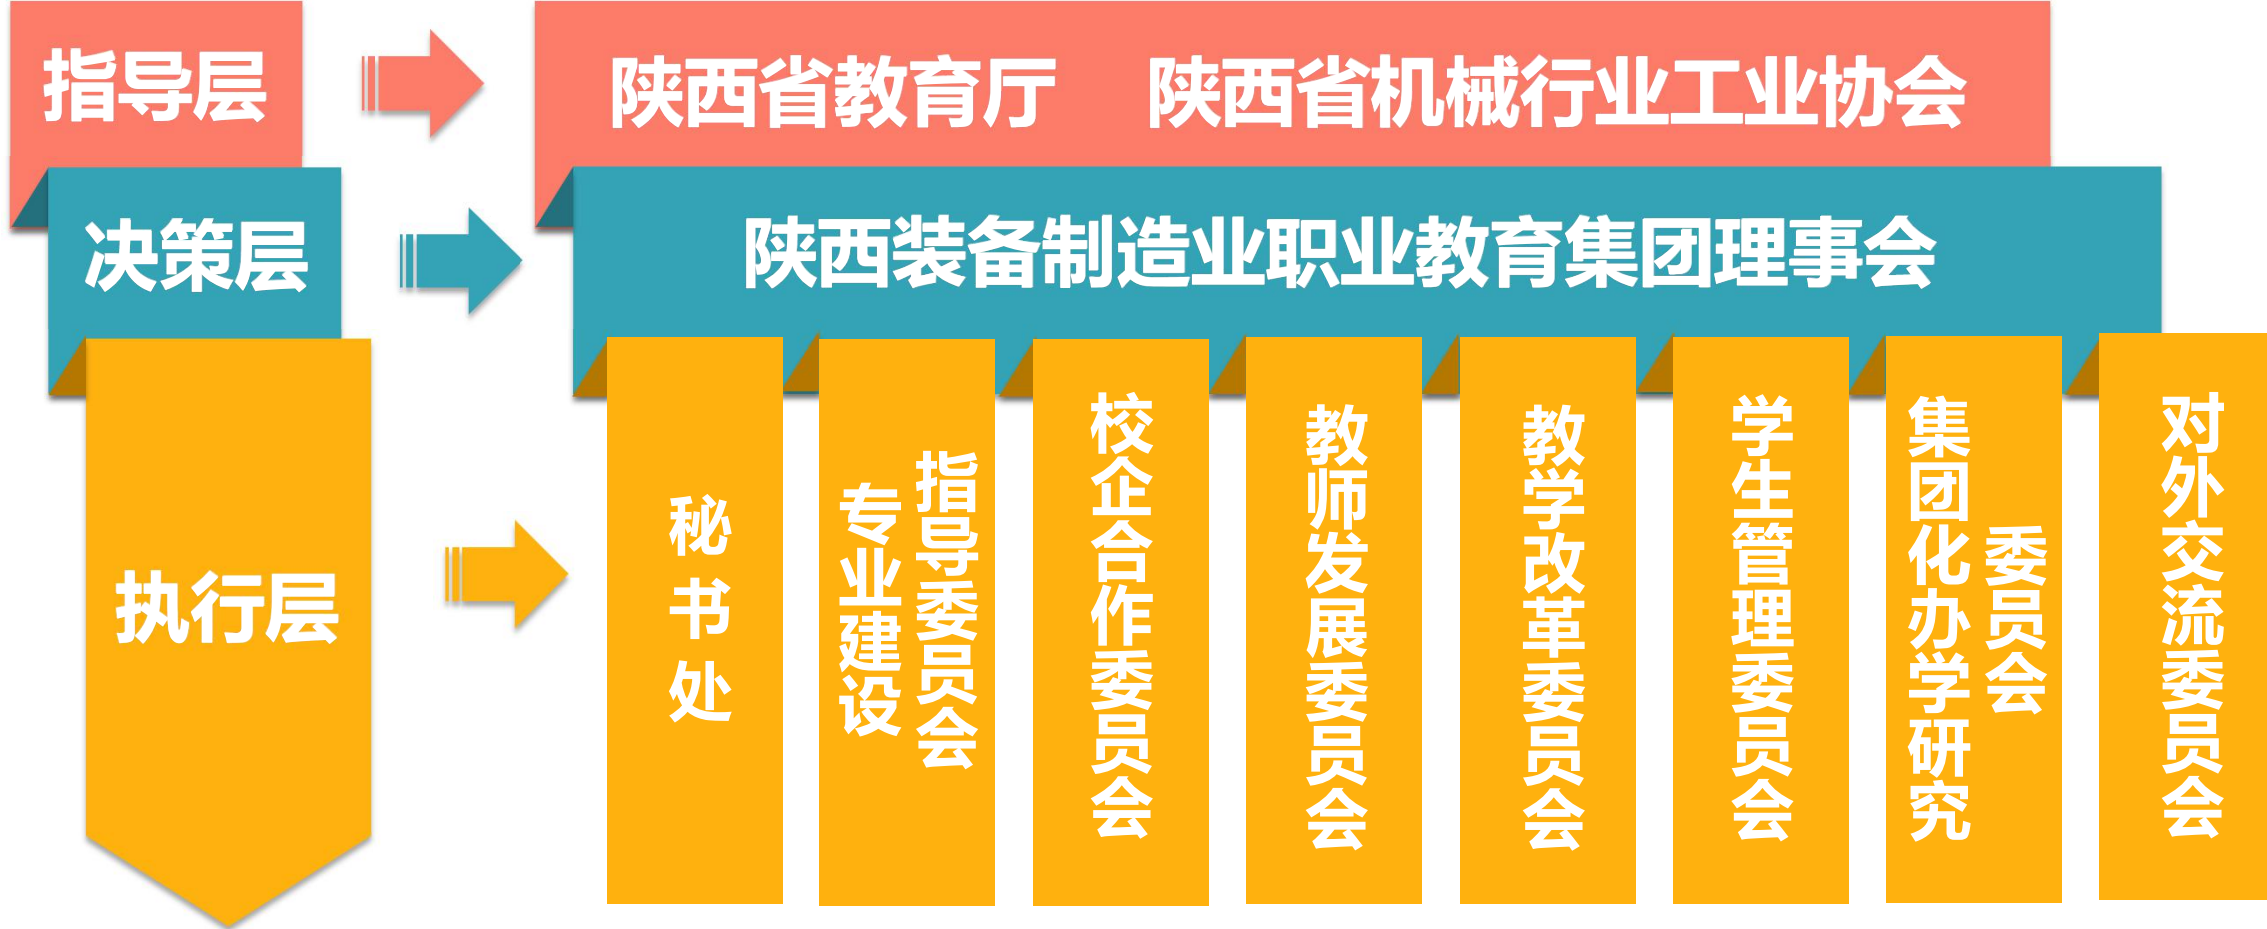 指导层
陕西省教育厅 陕西省机械行业工业协会
决策层
陕西装备制造业职业教育集团理事会
执行层
秘书处
专业建设
指导委员会
校企合作委员会
教师发展委员会
教学改革委员会
学生管理委员会
集团化办学研究
委员会
对外交流委员会